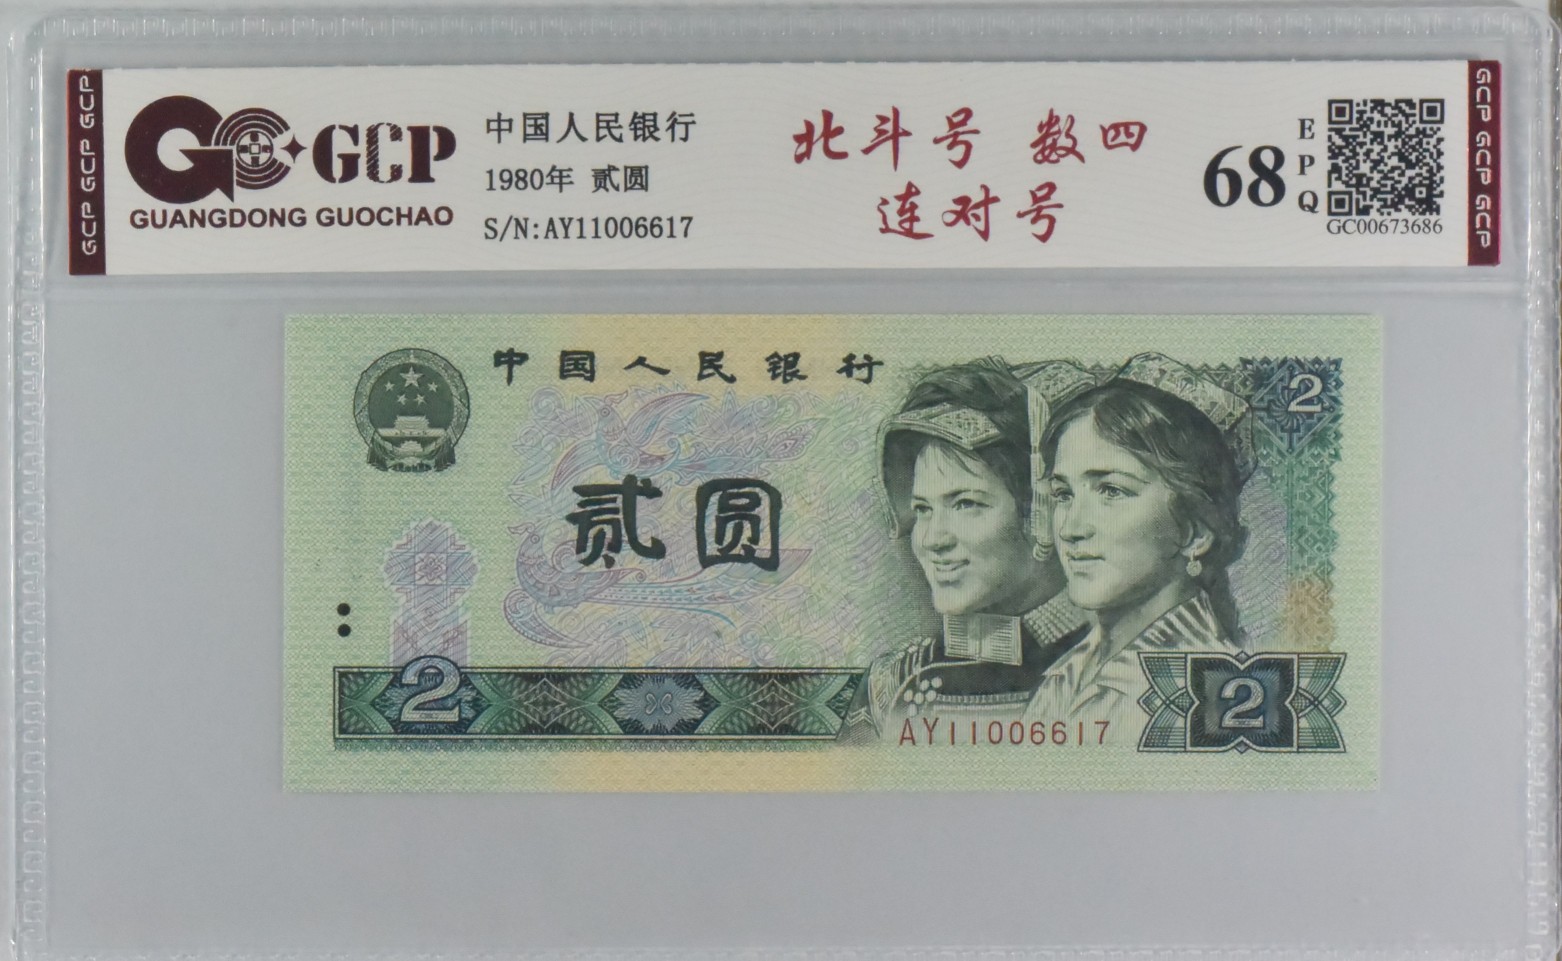 GCP
GUANGDONG GUOCHAO
中国人民银行
1980年 贰圆
S/N:AY11006617
北斗号 数四
连对号
68
EPQ
GC00673686
GCP GCP GCP
GCP GCP GCP
中国人民银行
2
贰圆
2
AY11006617
2